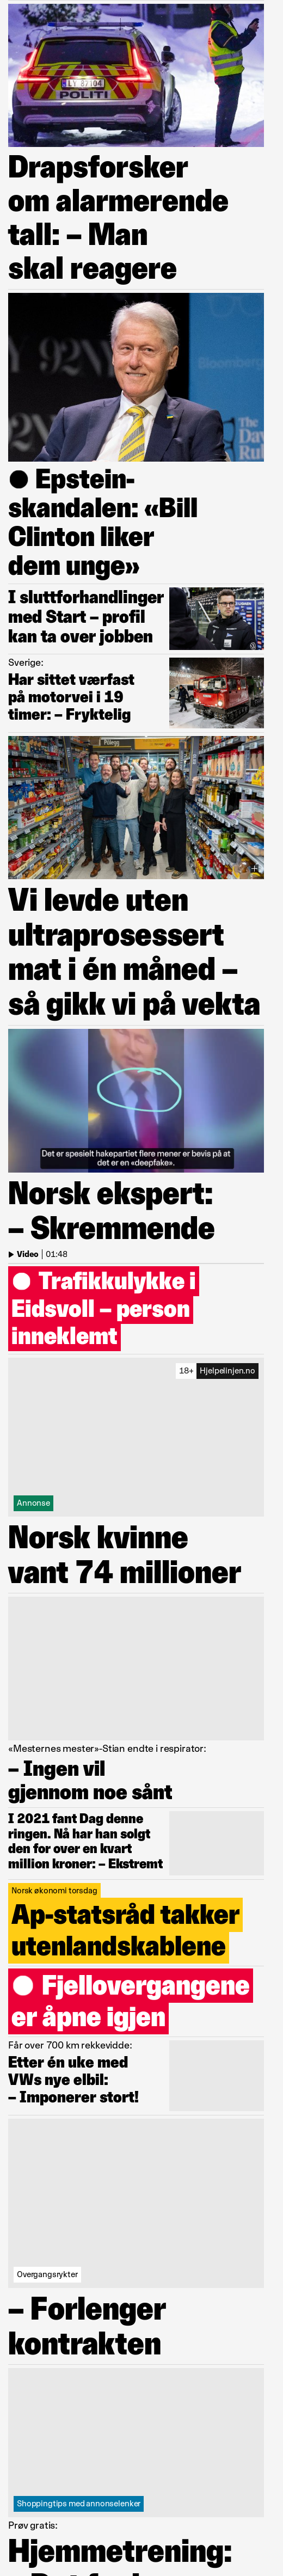 POLITI
Drapsforsker
om alarmerende
tall: – Man
skal reagere
92NY
Bloomberg
The
Da
Ru
● Epstein-
skandalen: «Bill
Clinton liker
dem unge»
I sluttforhandlinger
med Start – profil
kan ta over jobben
Sverige:
Har sittet værfast
på motorvei i 19
timer: – Fryktelig
Pålegg
Vi levde uten
ultraprosessert
mat i én måned –
så gikk vi på vekta
Det er spesielt hakepartiet flere mener er bevis på at
det er en «deepfake».
Norsk ekspert:
– Skremmende
Video | 01:48
● Trafikkulykke i
Eidsvoll – person
inneklemt
18+ Hjelpelinjen.no
Annonse
Norsk kvinne
vant 74 millioner
«Mesternes mester»-Stian endte i respirator:
– Ingen vil
gjennom noe sånt
I 2021 fant Dag denne
ringen. Nå har han solgt
den for over en kvart
million kroner: – Ekstremt
Norsk økonomi torsdag
Ap-statsråd takker
utenlandskablene
● Fjellovergangene
er åpne igjen
Får over 700 km rekkevidde:
Etter én uke med
VWs nye elbil:
– Imponerer stort!
Overgangsrykter
– Forlenger
kontrakten
Shoppingtips med annonselenker
Prøv gratis:
Hjemmetrening: